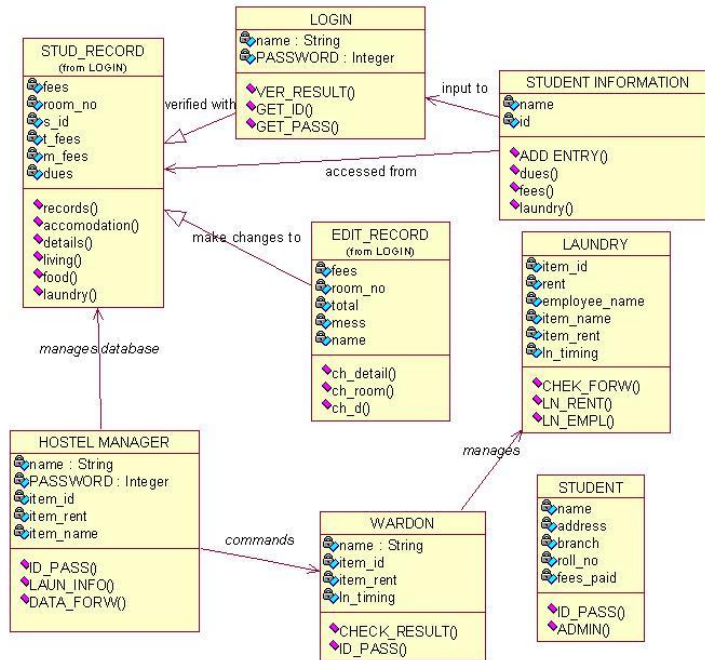 STUD_RECORD
(from LOGIN)
fees
room_no
s_id
t_fees
m_fees
dues
records()
accomodation()
details()
living()
food()
laundry()
verified with
LOGIN
name : String
PASSWORD : Integer
VER_RESULT()
GET_ID()
GET_PASS()
input to
STUDENT INFORMATION
name
id
ADD ENTRY()
dues()
fees()
laundry()
accessed from
make changes to
EDIT_RECORD
(from LOGIN)
fees
room_no
total
mess
name
ch_detail()
ch_room()
ch_d()
LAUNDRY
item_id
rent
employee_name
item_name
item_rent
ln_timing
CHEK_FORW()
LN_RENT()
LN_EMPL()
manages database
manages
HOSTEL MANAGER
name : String
PASSWORD : Integer
item_id
item_rent
item_name
ID_PASS()
LAUN_INFO()
DATA_FORW()
commands
WARDON
name : String
item_id
item_rent
ln_timing
CHECK_RESULT()
ID_PASS()
STUDENT
name
address
branch
roll_no
fees_paid
ID_PASS()
ADMIN()